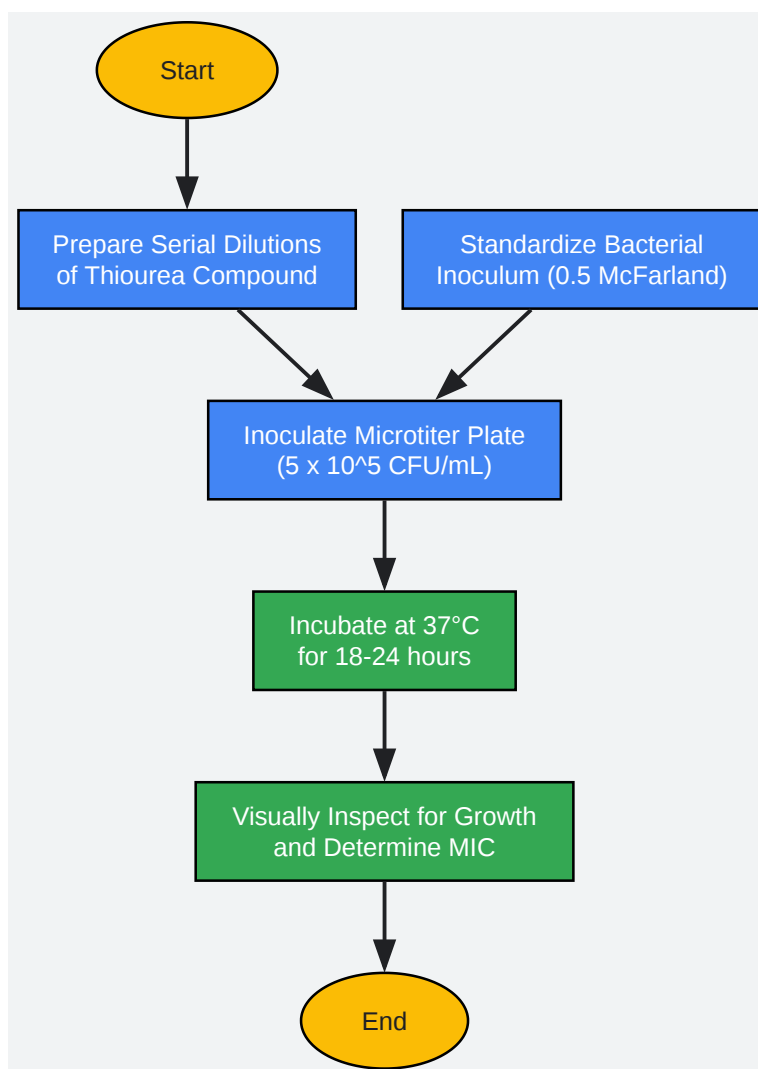 Start
Prepare Serial Dilutions
of Thiourea Compound
Standardize Bacterial
Inoculum (0.5 McFarland)
Inoculate Microtiter Plate
(5 x 10^5 CFU/mL)
Incubate at 37°C
for 18-24 hours
Visually Inspect for Growth
and Determine MIC
End